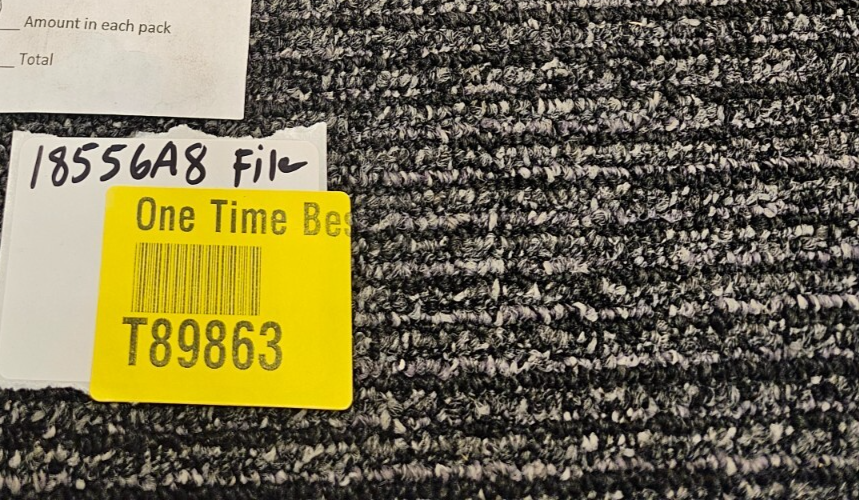 Amount in each pack
Total
18556A8 File
One Time Bes
T89863